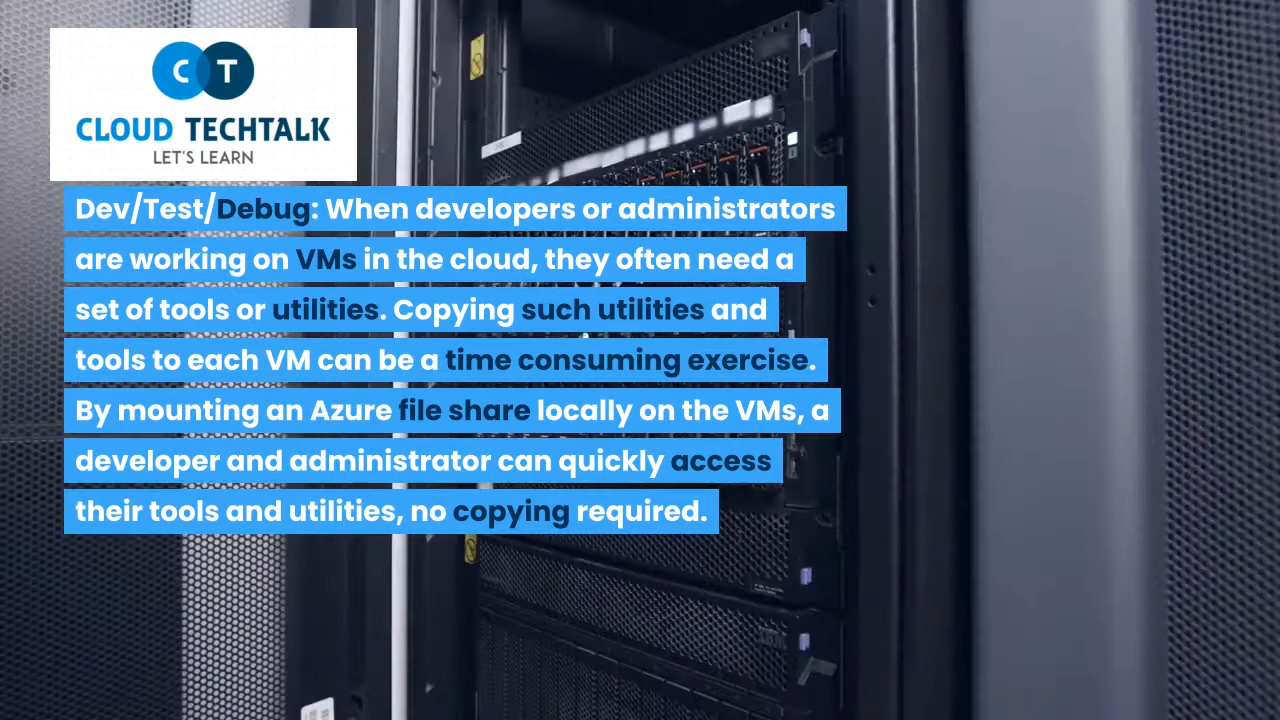 C T
CLOUD TECHTALK
LET'S LEARN
Dev/Test/Debug: When developers or administrators
are working on VMs in the cloud, they often need a
set of tools or utilities. Copying such utilities and
tools to each VM can be a time consuming exercise.
By mounting an Azure file share locally on the VMs, a
developer and administrator can quickly access
their tools and utilities, no copying required.